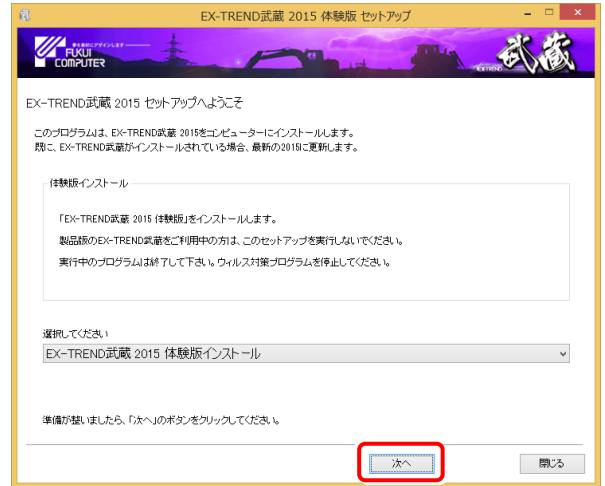 EX-TREND武蔵 2015 体験版 セットアップ
FUKUI
COMPUTER
EX-TREND 武蔵
EX-TREND武蔵 2015 セットアップへようこそ
このプログラムは、EX-TREND武蔵 2015をコンピューターにインストールします。
既に、EX-TREND武蔵がインストールされている場合、最新の2015に更新します。
体験版インストール
「EX-TREND武蔵 2015 体験版」をインストールします。
製品版のEX-TREND武蔵をご利用中の方は、このセットアップを実行しないでください。
実行中のプログラムは終了して下さい。ウィルス対策プログラムを停止してください。
選択してください
EX-TREND武蔵 2015 体験版インストール
準備が整いましたら、「次へ」のボタンをクリックしてください。
次へ
閉じる